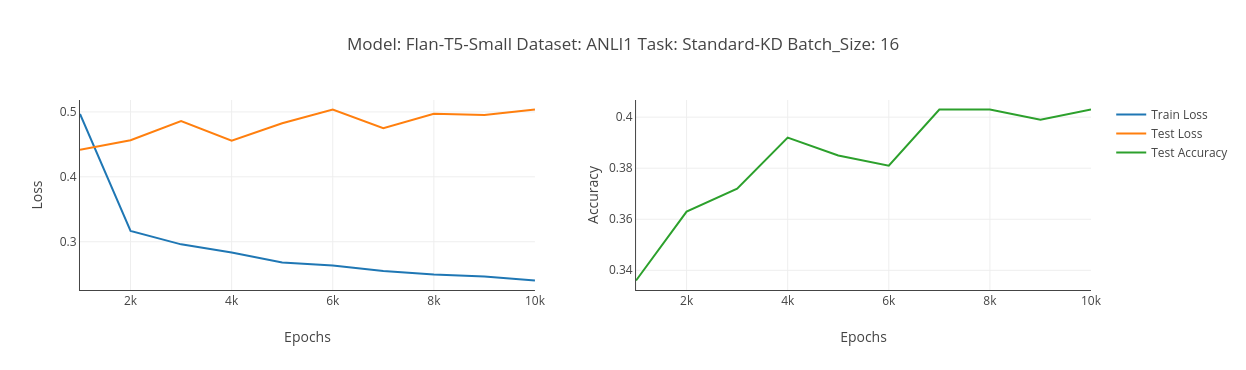 Model: Flan-T5-Small Dataset: ANLI1 Task: Standard-KD Batch_Size: 16
0.5
0.4
0.3
Loss
2k
4k
6k
8k
10k
Epochs
0.4
0.38
0.36
0.34
Accuracy
2k
4k
6k
8k
10k
Epochs
Train Loss
Test Loss
Test Accuracy